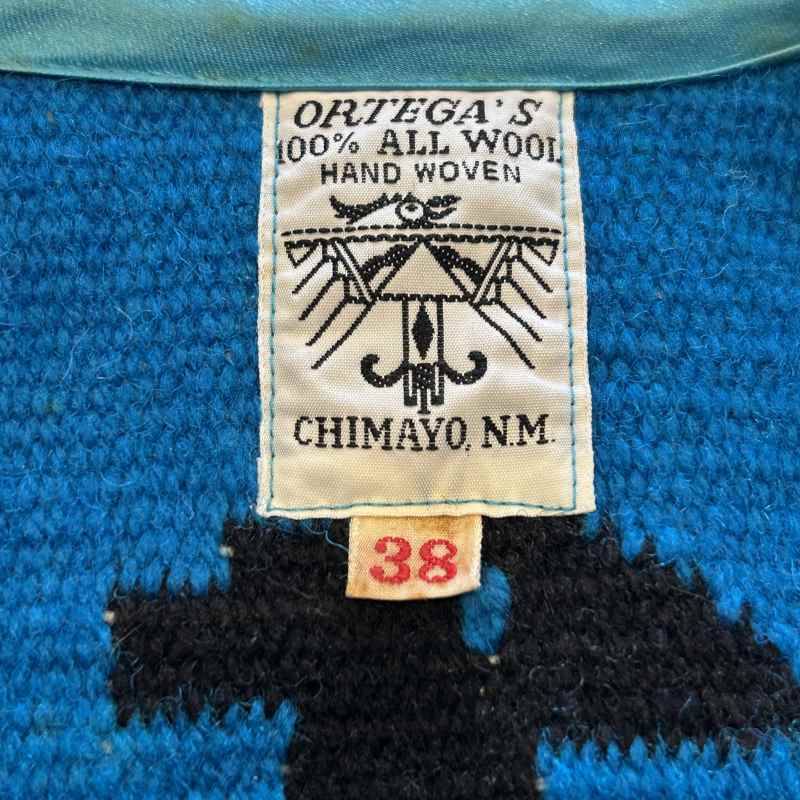 ORTEGA'S
100% ALL WOOL
HAND WOVEN
CHIMAYO, N.M.
38